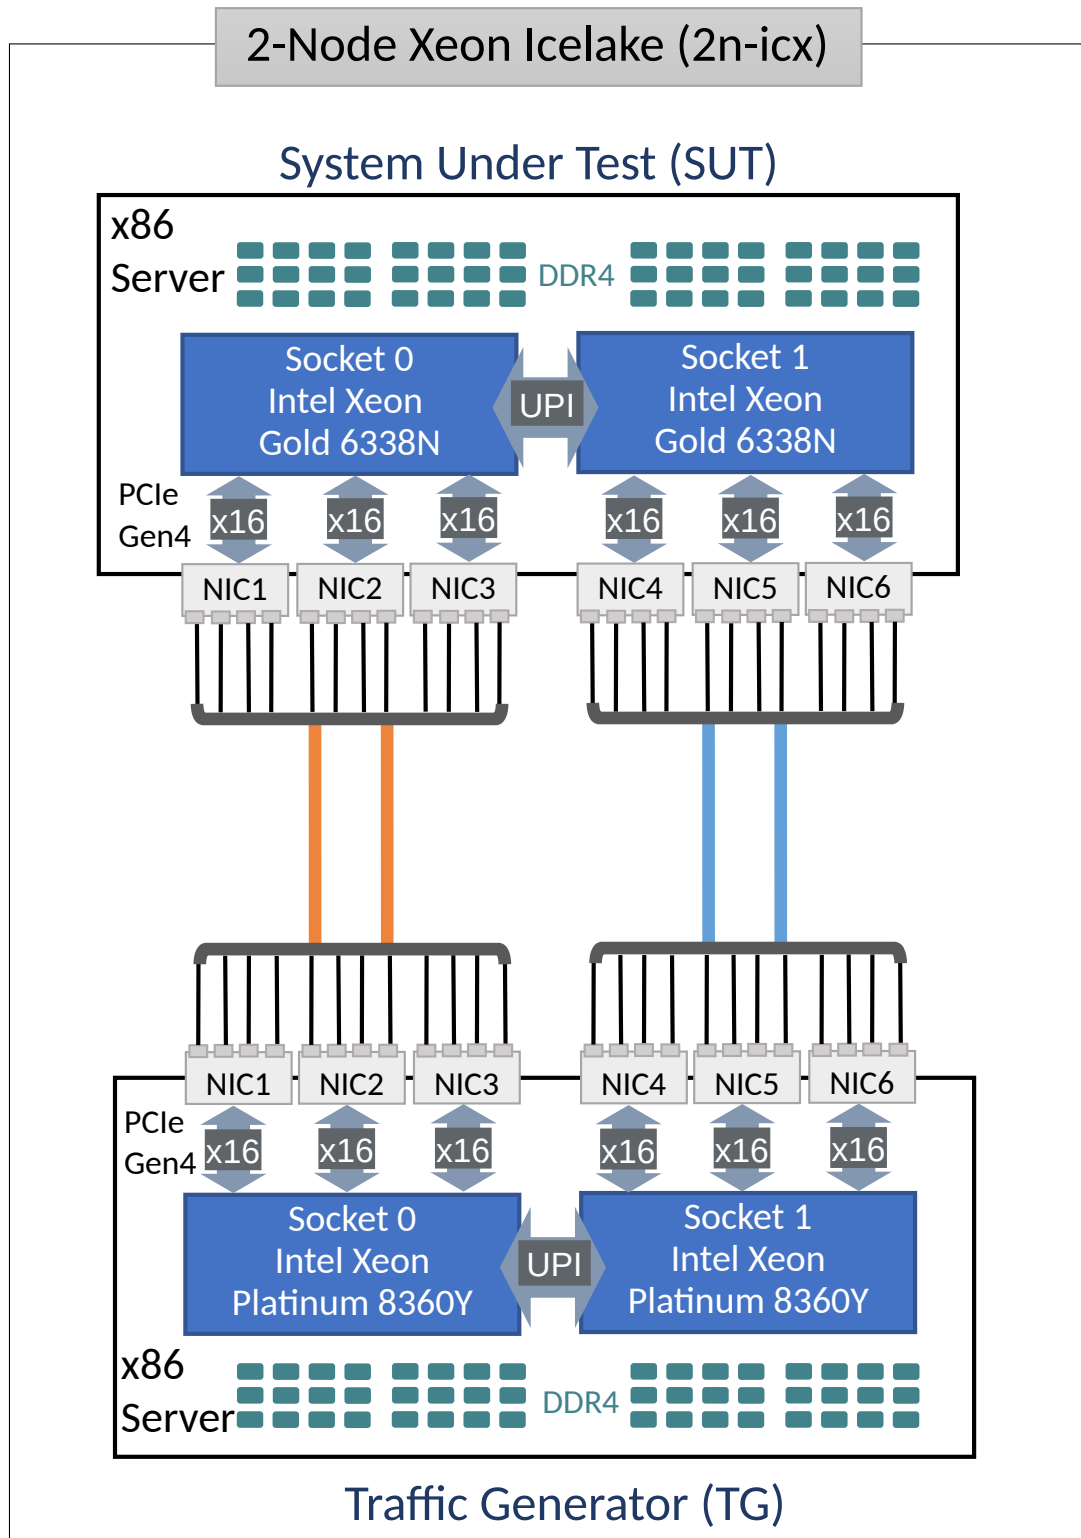 2-Node Xeon Icelake (2n-icx)
System Under Test (SUT)
x86
Server
DDR4
Socket 0
Intel Xeon
Gold 6338N
UPI
Socket 1
Intel Xeon
Gold 6338N
PCIe
Gen4
x16
x16
x16
x16
x16
x16
NIC1
NIC2
NIC3
NIC4
NIC5
NIC6
NIC1
NIC2
NIC3
NIC4
NIC5
NIC6
PCIe
Gen4
x16
x16
x16
x16
x16
x16
Socket 0
Intel Xeon
Platinum 8360Y
UPI
Socket 1
Intel Xeon
Platinum 8360Y
x86
Server
DDR4
Traffic Generator (TG)